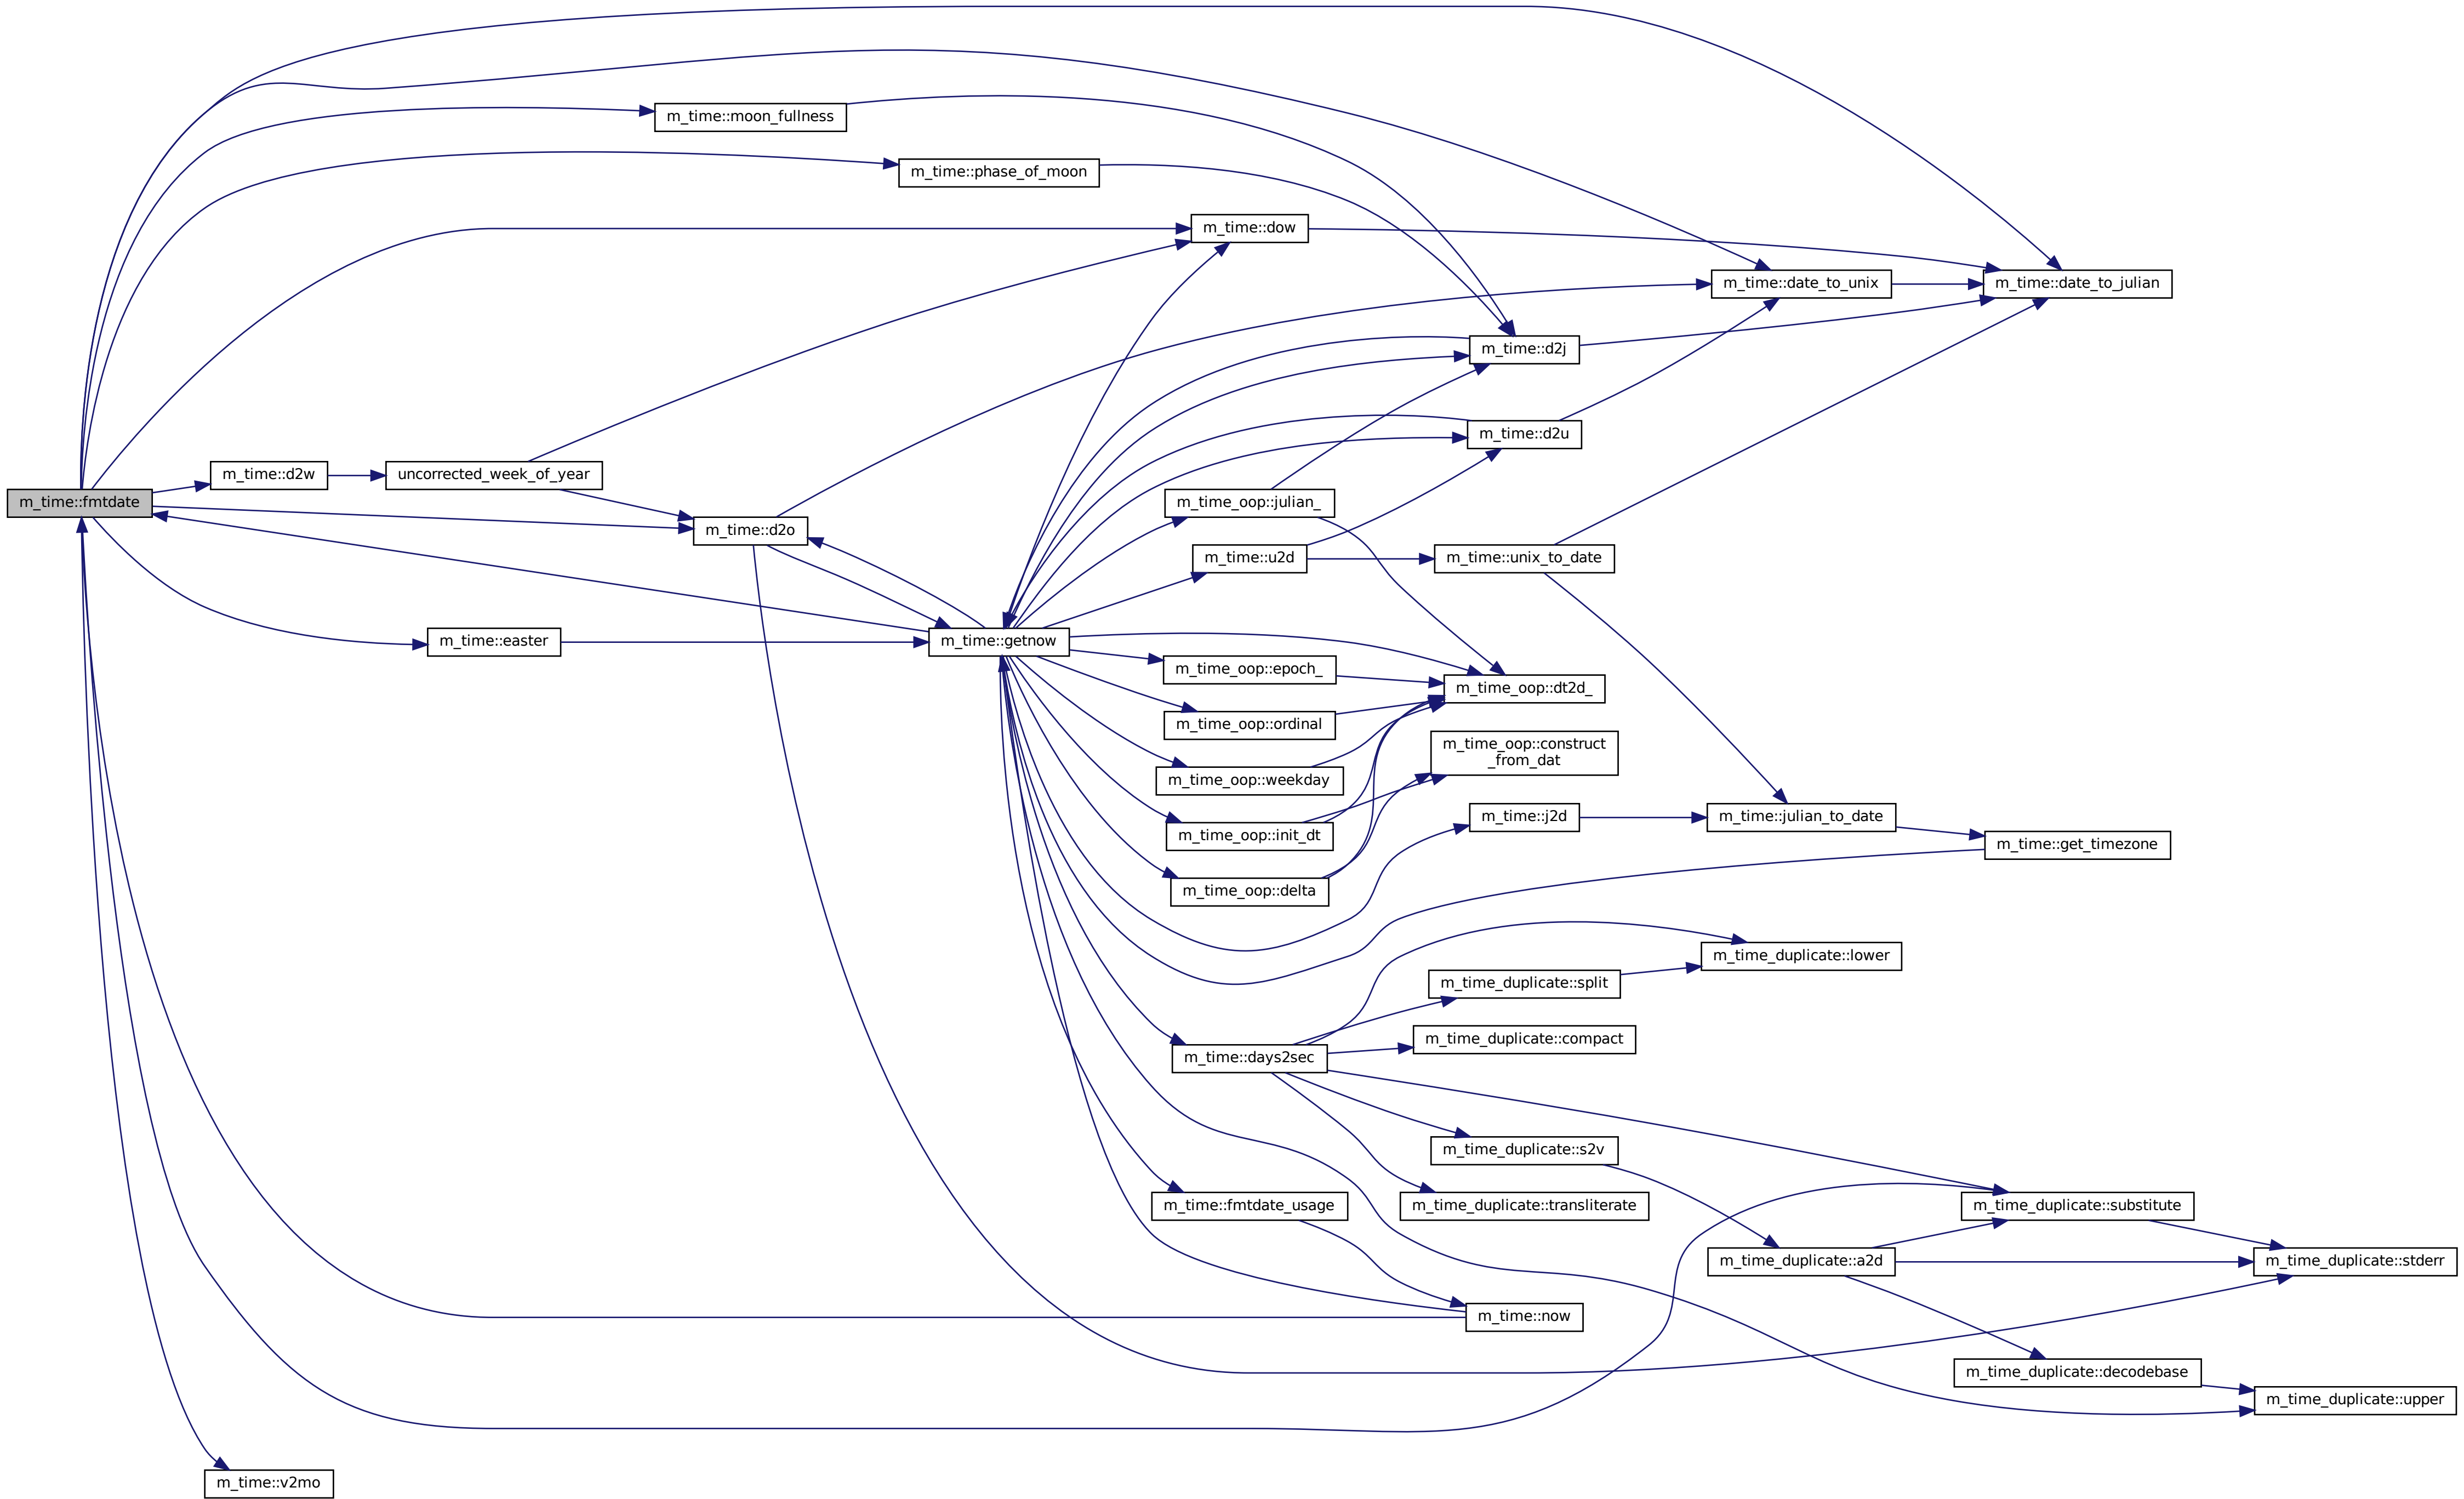 m_time::moon_fullness
m_time::phase_of_moon
m_time::dow
m_time::date_to_unix
m_time::date_to_julian
m_time::d2j
m_time::d2u
m_time::d2w
uncorrected_week_of_year
m_time::fmtdate
m_time_oop::julian_
m_time::d2o
m_time::u2d
m_time::unix_to_date
m_time::easter
m_time::getnow
m_time_oop::epoch_
m_time_oop::dt2d_
m_time_oop::ordinal
m_time_oop::construct
_from_dat
m_time_oop::weekday
m_time::j2d
m_time::julian_to_date
m_time_oop::init_dt
m_time::get_timezone
m_time_oop::delta
m_time_duplicate::lower
m_time_duplicate::split
m_time_duplicate::compact
m_time::days2sec
m_time_duplicate::s2v
m_time::fmtdate_usage
m_time_duplicate::transliterate
m_time_duplicate::substitute
m_time_duplicate::a2d
m_time_duplicate::stderr
m_time::now
m_time_duplicate::decodebase
m_time_duplicate::upper
m_time::v2mo